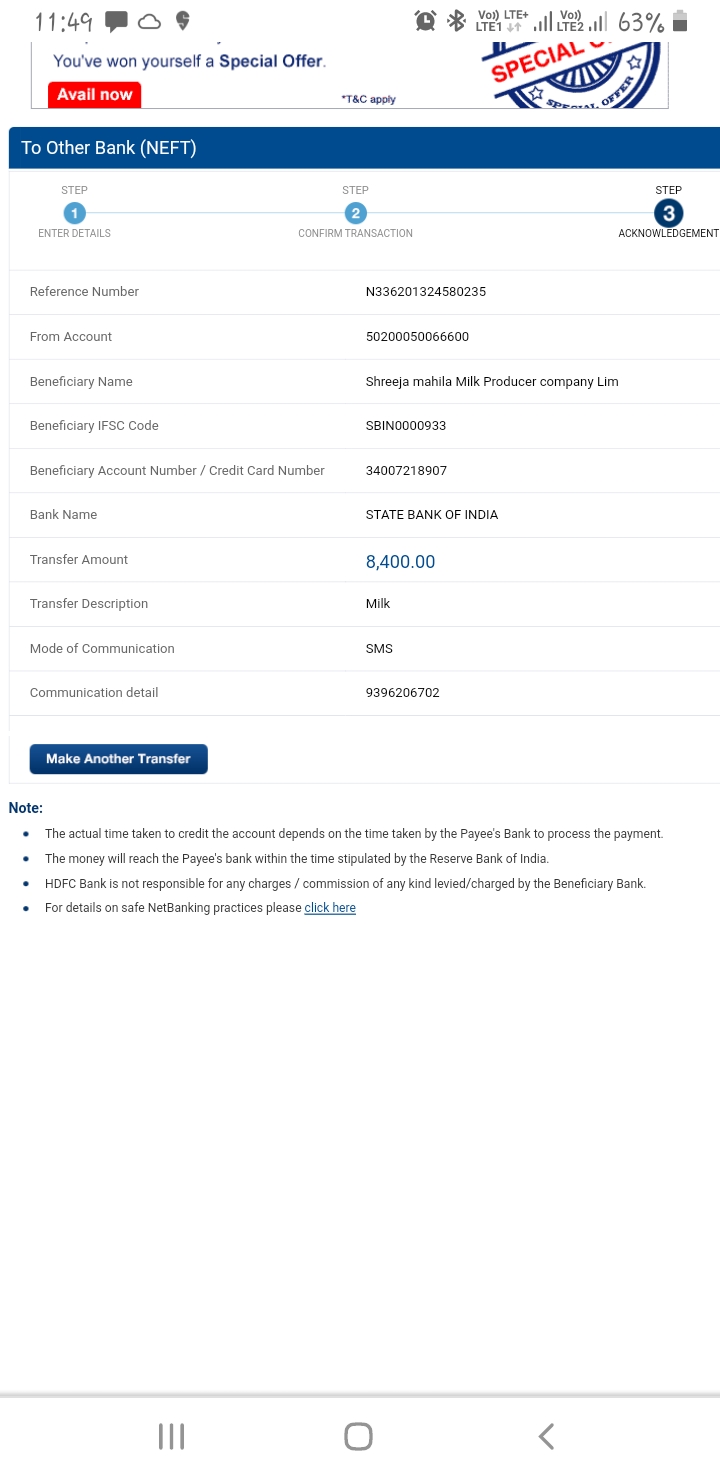 11:49 Vo) LTE+ LTE1 Vo) LTE2 63%
You've won yourself a Special Offer.
Avail now
*T&C apply
SPECIAL
SPECIAL OFFER
To Other Bank (NEFT)
STEP STEP STEP
1 2 3
ENTER DETAILS CONFIRM TRANSACTION ACKNOWLEDGEMENT
Reference Number N336201324580235
From Account 50200050066600
Beneficiary Name Shreeja mahila Milk Producer company Lim
Beneficiary IFSC Code SBIN0000933
Beneficiary Account Number / Credit Card Number 34007218907
Bank Name STATE BANK OF INDIA
Transfer Amount 8,400.00
Transfer Description Milk
Mode of Communication SMS
Communication detail 9396206702
Make Another Transfer
Note:
The actual time taken to credit the account depends on the time taken by the Payee's Bank to process the payment.
The money will reach the Payee's bank within the time stipulated by the Reserve Bank of India.
HDFC Bank is not responsible for any charges / commission of any kind levied/charged by the Beneficiary Bank.
For details on safe NetBanking practices please click here